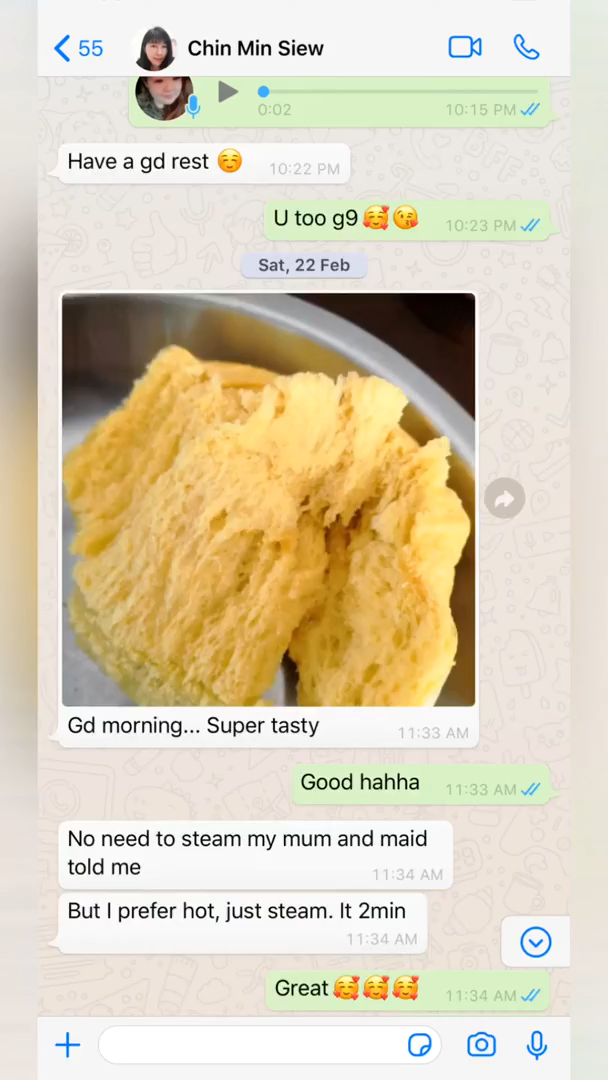 55
Chin Min Siew
0:02
10:15 PM
Have a gd rest ☺️ 10:22 PM
U too g9 🥰😘 10:23 PM
Sat, 22 Feb
Gd morning... Super tasty 11:33 AM
Good hahha 11:33 AM
No need to steam my mum and maid
told me 11:34 AM
But I prefer hot, just steam. It 2min
11:34 AM
Great 🥰🥰🥰 11:34 AM